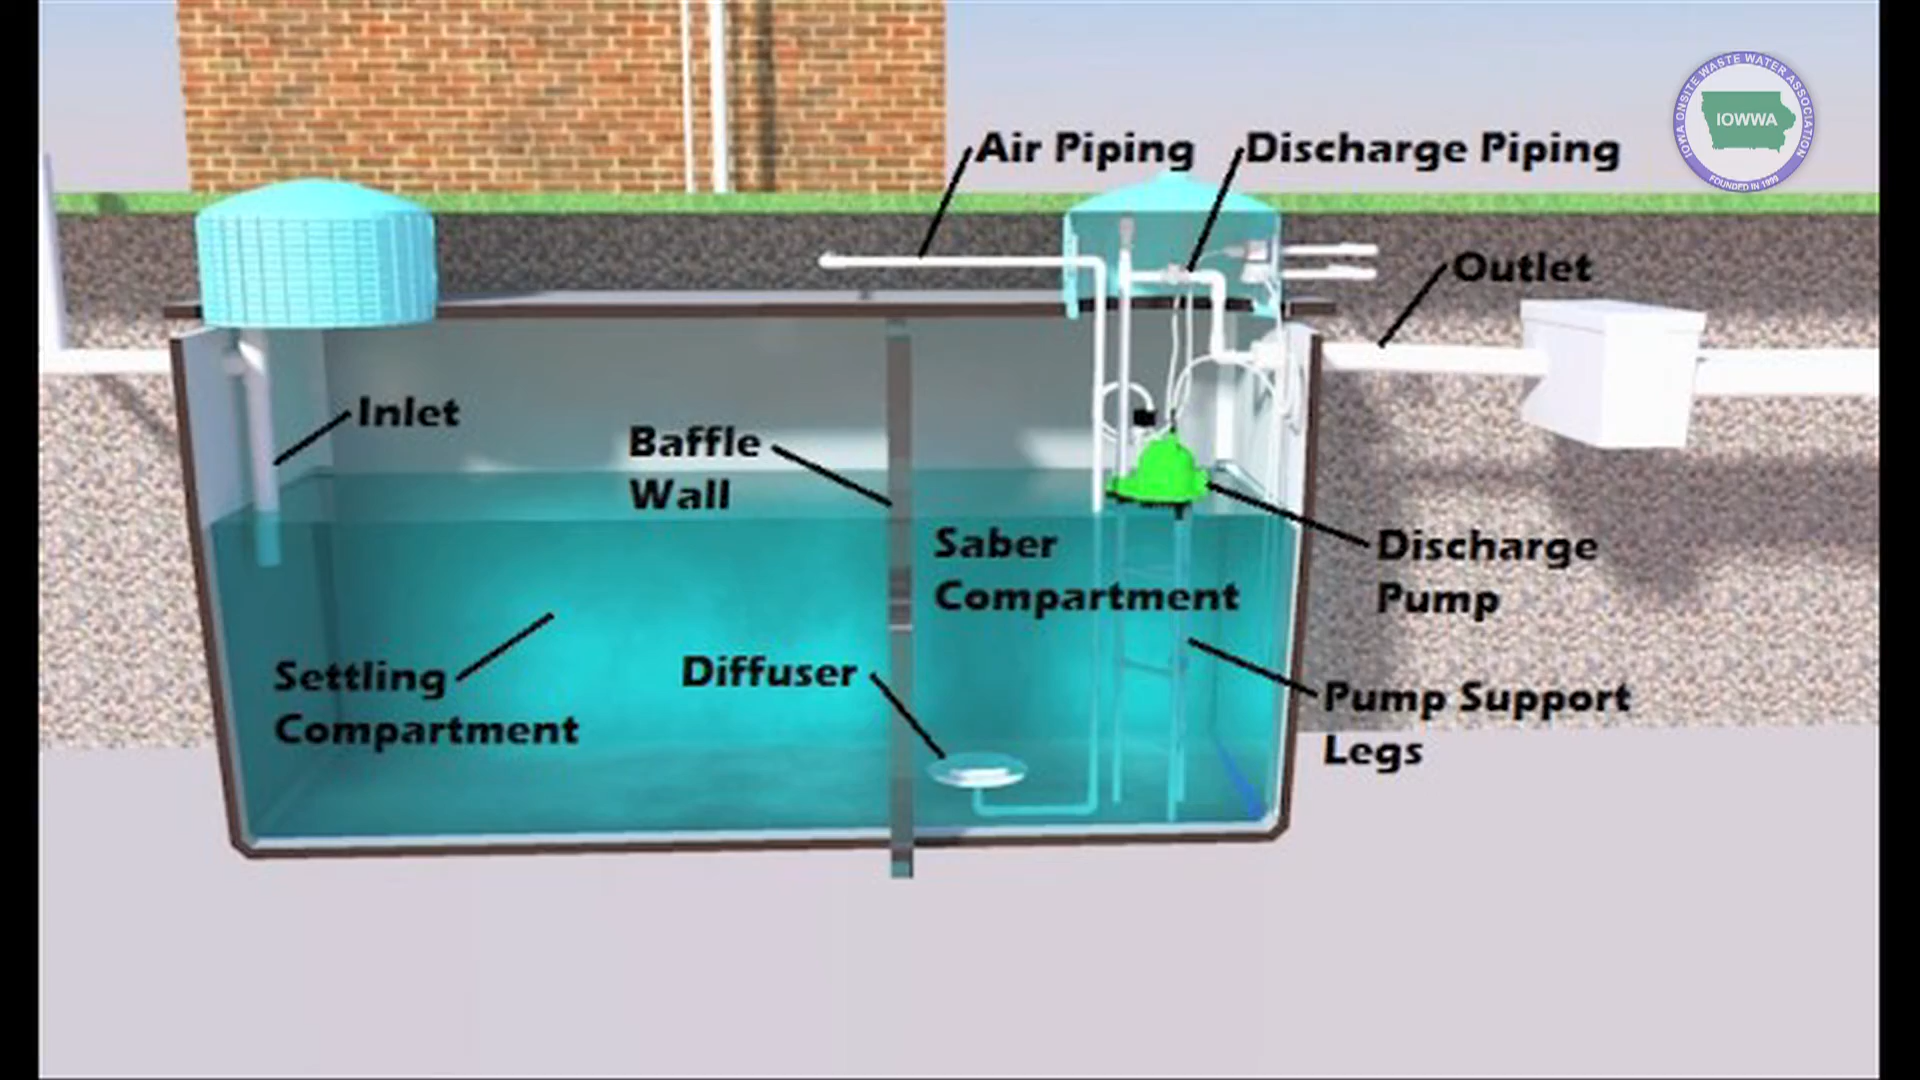 IOWA ONSITE WASTE WATER ASSOCIATION
IOWWA
FOUNDED IN 1999
Air Piping
Discharge Piping
Outlet
Inlet
Baffle
Wall
Saber
Compartment
Discharge
Pump
Settling
Compartment
Diffuser
Pump Support
Legs